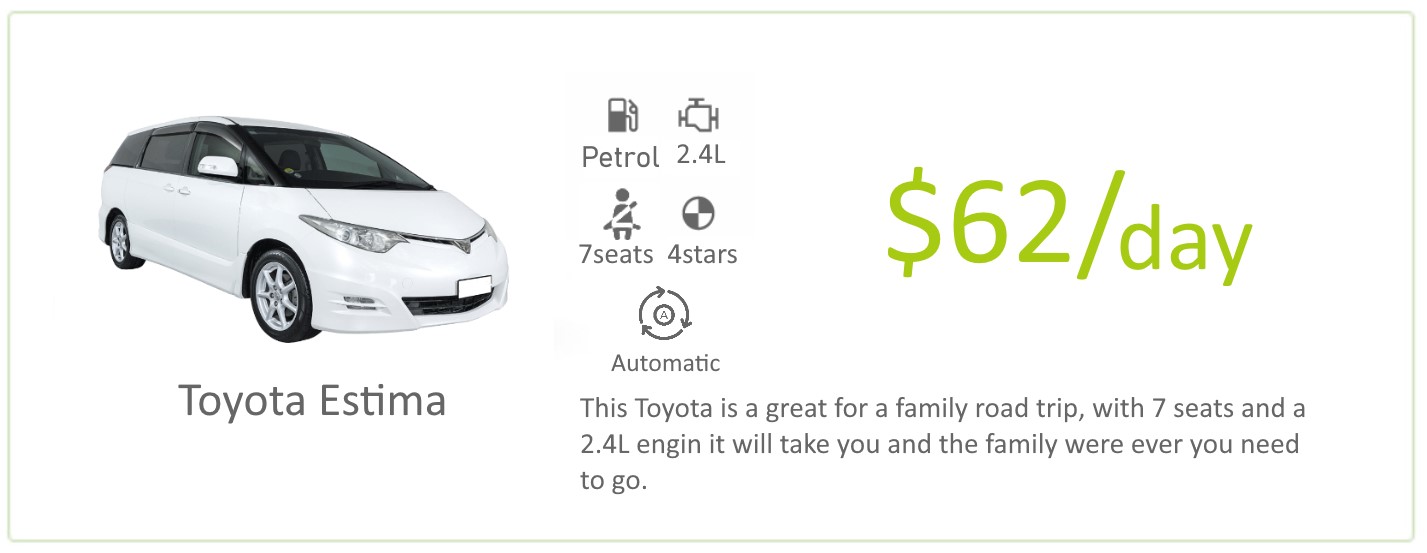 Petrol 2.4L
7seats 4stars
A
Automatic
$62/day
Toyota Estima
This Toyota is a great for a family road trip, with 7 seats and a
2.4L engin it will take you and the family were ever you need
to go.